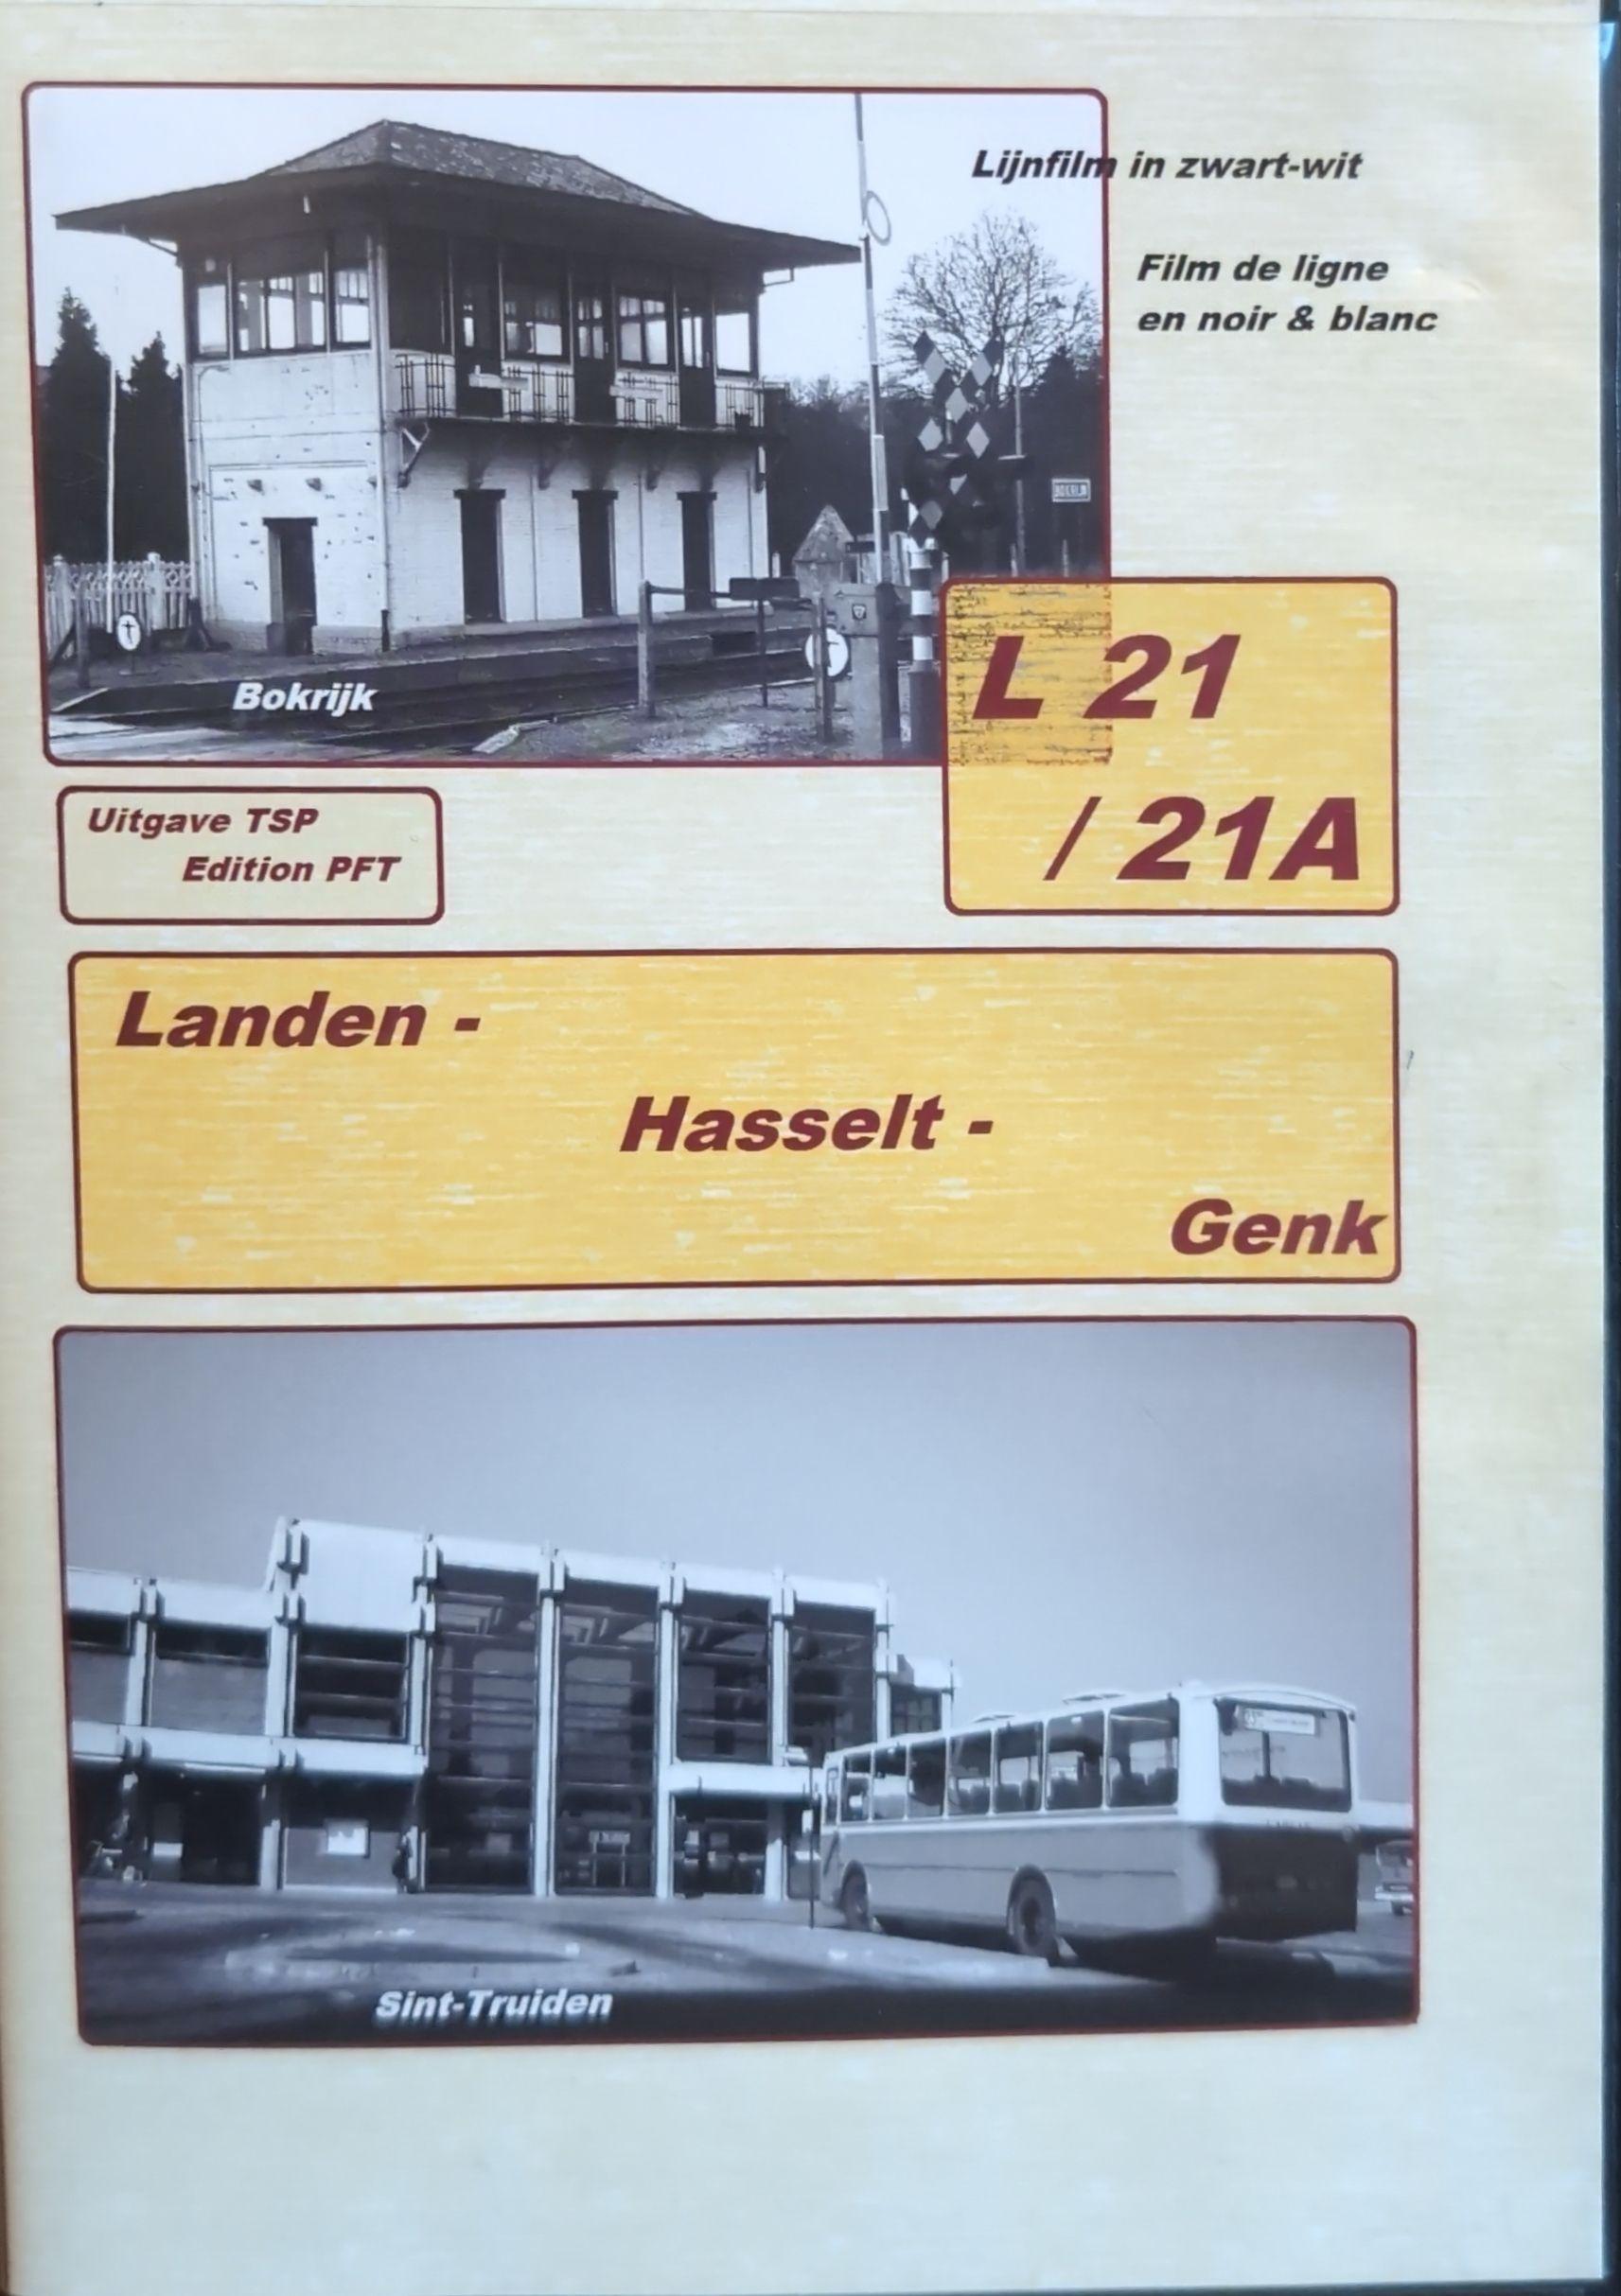 Lijnfilm in zwart-wit
Film de ligne
en noir & blanc
BOKRIJK
Bokrijk
L 21
/ 21A
Uitgave TSP
Edition PFT
Landen -
Hasselt -
Genk
Sint-Truiden